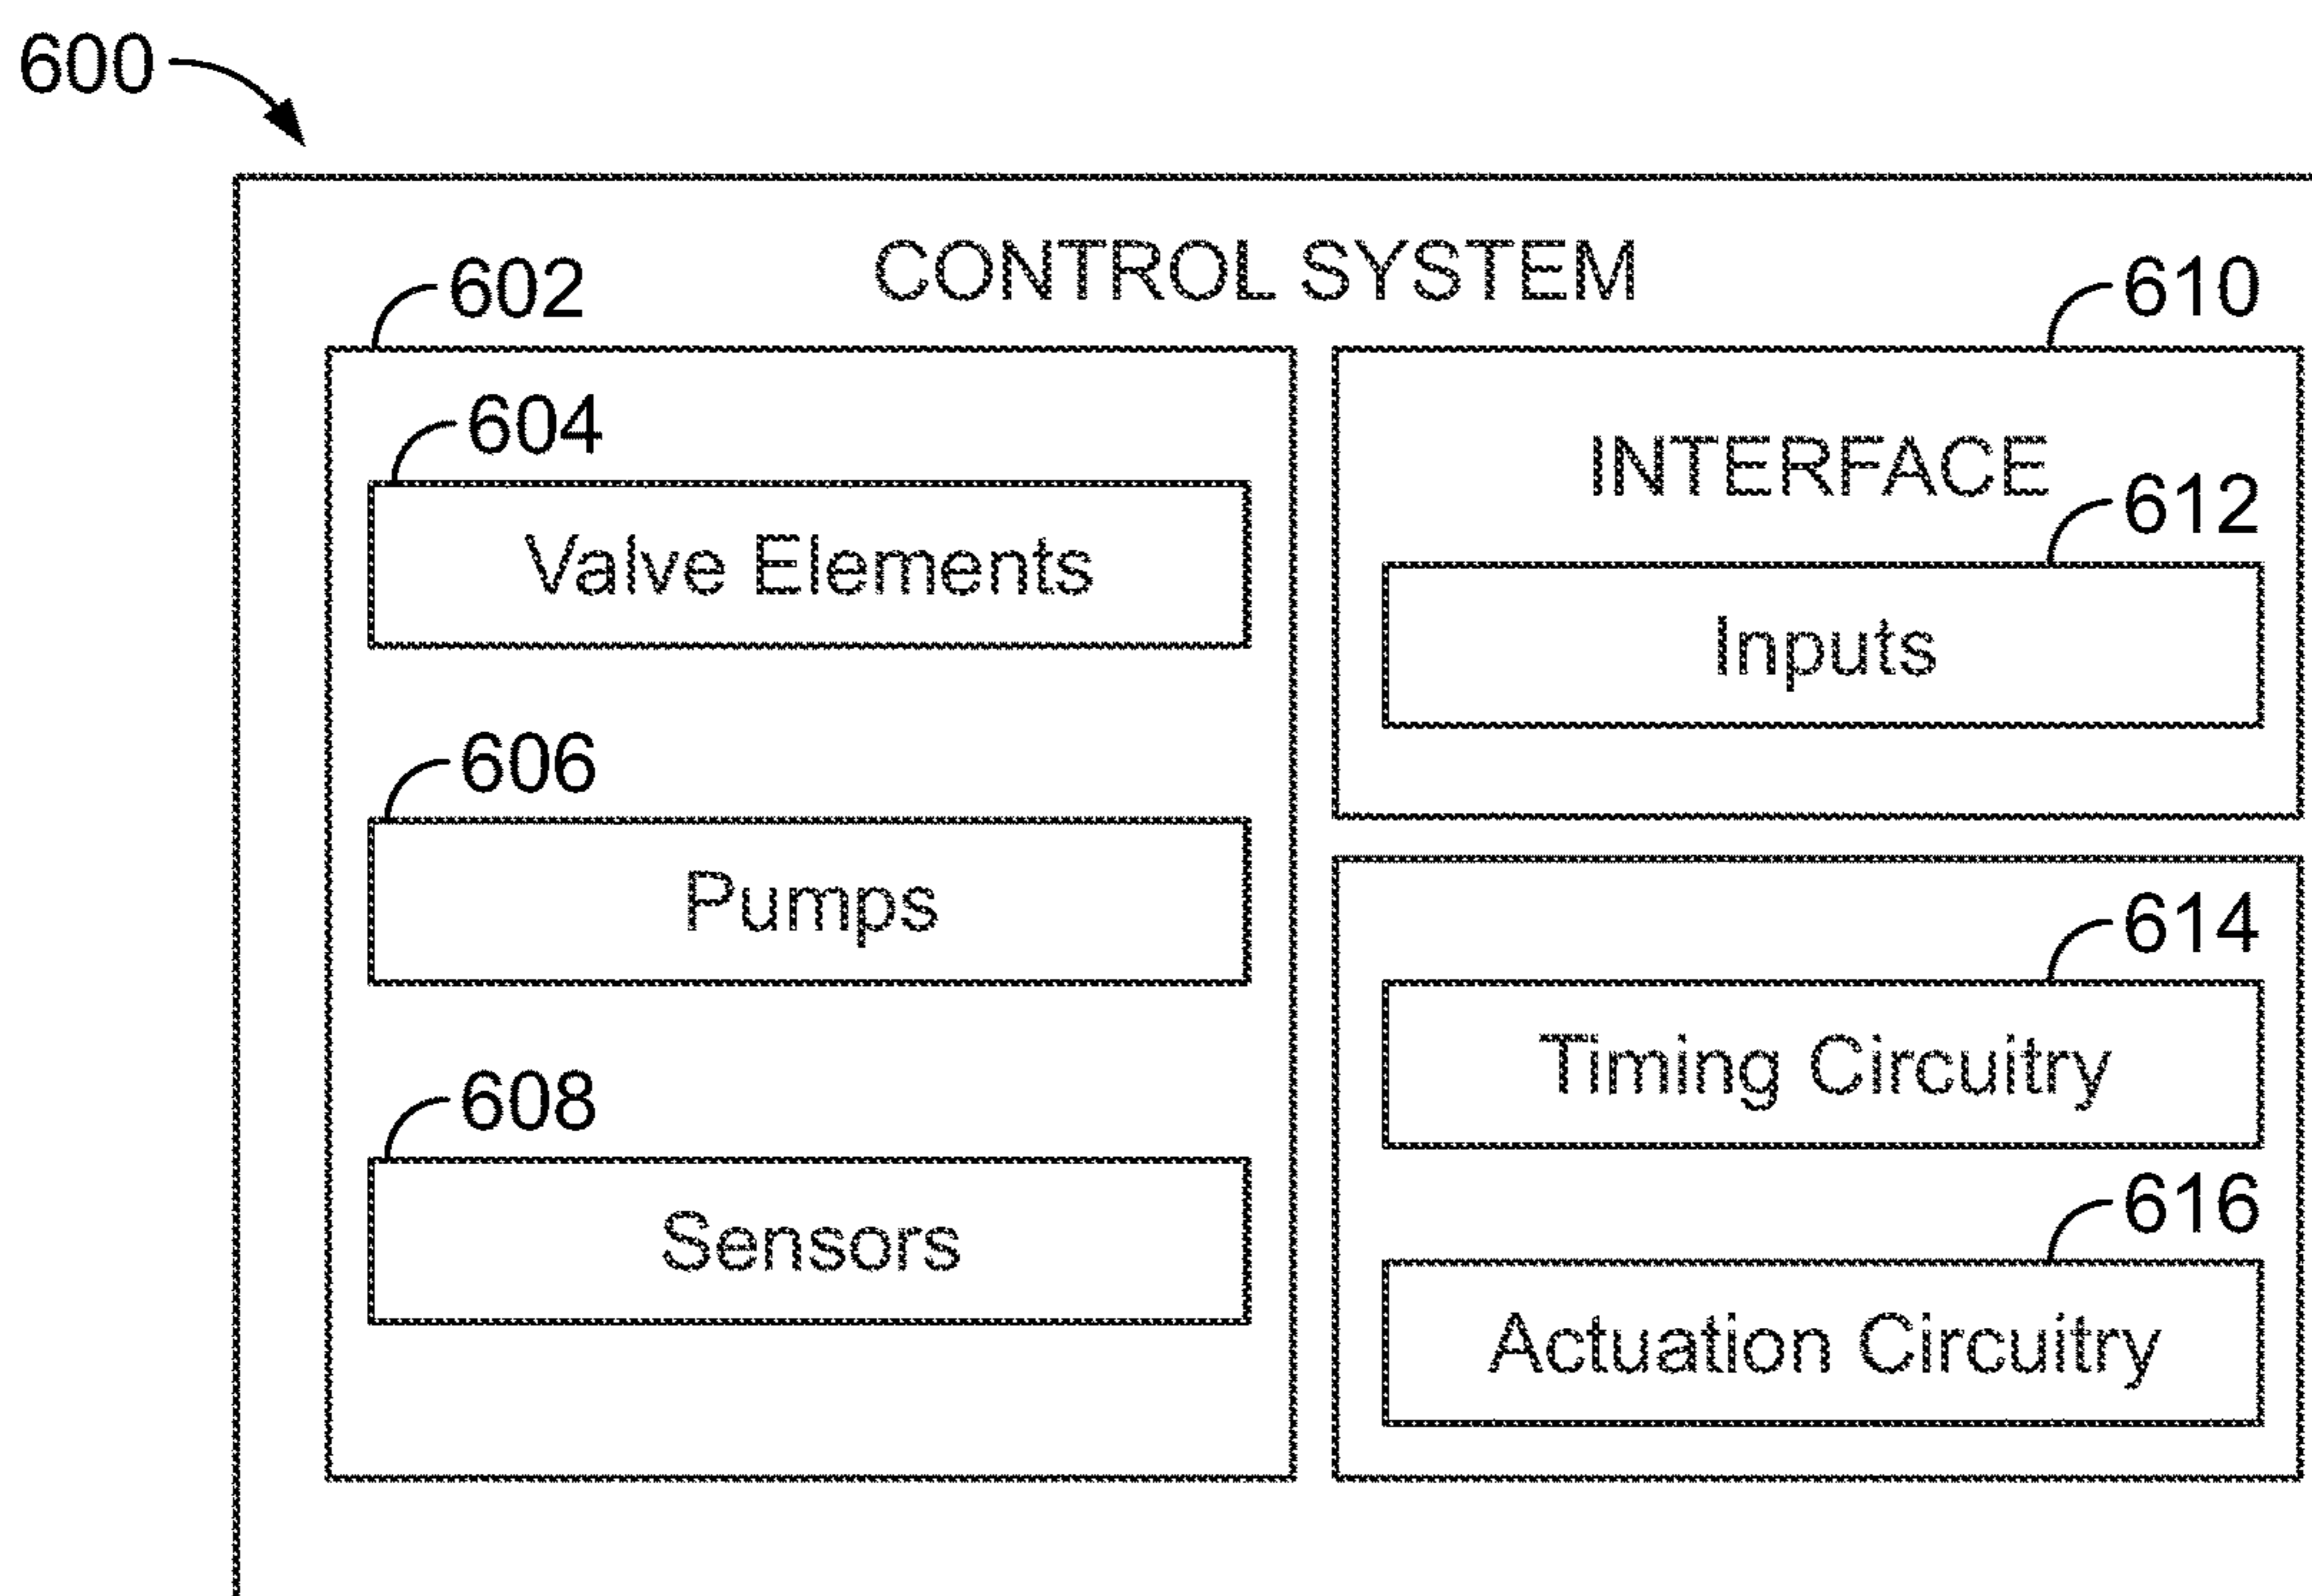 600
CONTROL SYSTEM
602
604
Valve Elements
606
Pumps
608
Sensors
610
INTERFACE
612
Inputs
614
Timing Circuitry
616
Actuation Circuitry